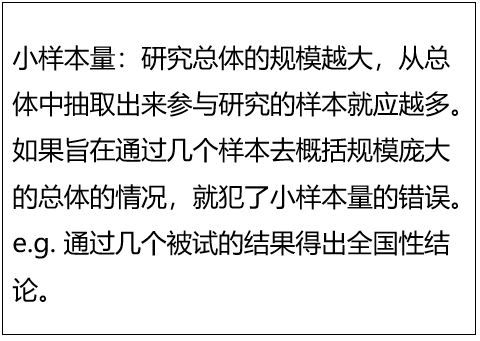 小样本量：研究总体的规模越大，从总
体中抽取出来参与研究的样本就应越多。
如果旨在通过几个样本去概括规模庞大
的总体的情况，就犯了小样本量的错误。
e.g. 通过几个被试的结果得出全国性结
论。